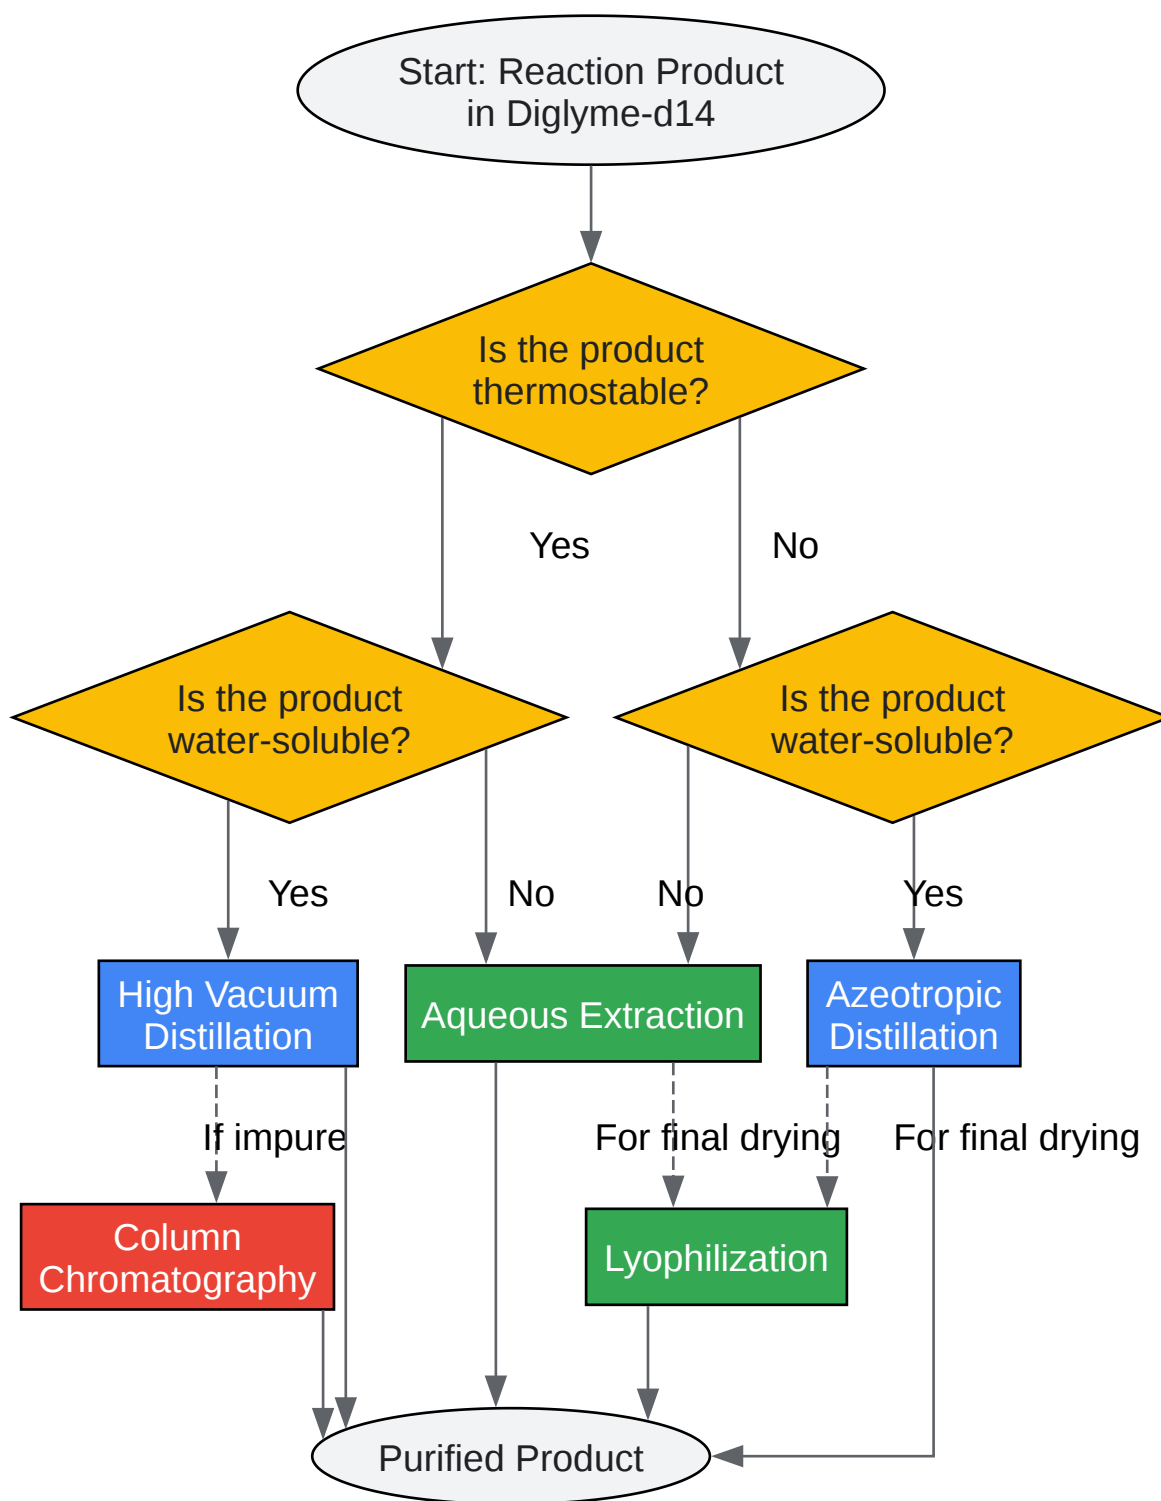 Start: Reaction Product
in Diglyme-d14
Is the product
thermostable?
Yes
No
Is the product
water-soluble?
Is the product
water-soluble?
Yes
No
No
Yes
High Vacuum
Distillation
Aqueous Extraction
Azeotropic
Distillation
If impure
For final drying
For final drying
Column
Chromatography
Lyophilization
Purified Product